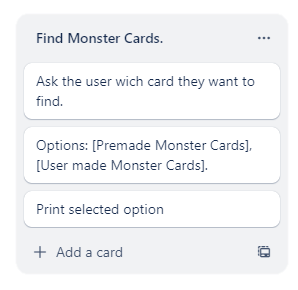 Find Monster Cards.
Ask the user wich card they want to
find.
Options: [Premade Monster Cards],
[User made Monster Cards].
Print selected option
Add a card